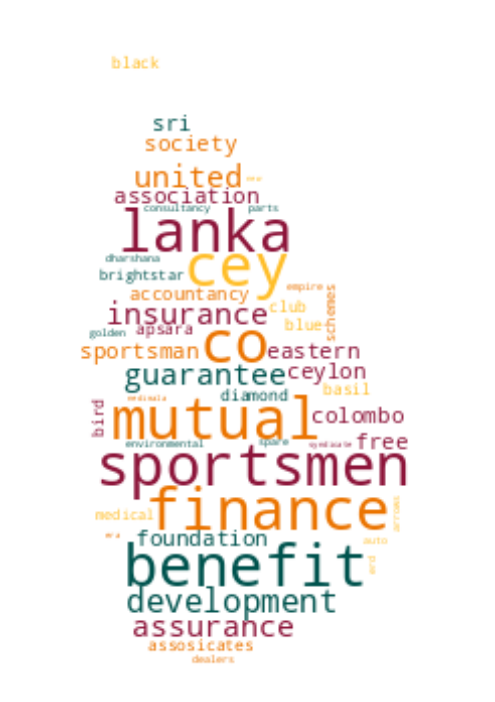 black
sri
society
united
association
consultancy parts
lanka
dharshana
cey
brightstar
empire
accountancy
schemes
insurance club
apsara blue
golden
co
sportsman eastern
guarantee ceylon
basil
diamond
bird mutual colombo
environmental spare syndicate free
sportsmen
finance
medical arrows
foundation auto
benefit
development
assurance
assosicates
dealers